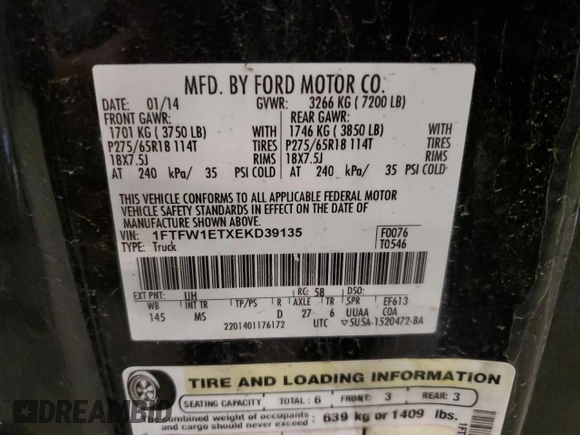 MFD. BY FORD MOTOR CO.
DATE: 01/14 GVWR: 3266 KG ( 7200 LB)
FRONT GAWR: REAR GAWR:
1701 KG ( 3750 LB) WITH 1746 KG ( 3850 LB) WITH
P275/65R18 114T TIRES P275/65R18 114T TIRES
18X7.5J RIMS 18X7.5J RIMS
AT 240 kPa/ 35 PSI COLD AT 240 kPa/ 35 PSI COLD
THIS VEHICLE CONFORMS TO ALL APPLICABLE FEDERAL MOTOR
VEHICLE SAFETY STANDARDS IN EFFECT ON THE DATE OF
MANUFACTURE SHOWN ABOVE.
VIN: 1FTFW1ETXEKD39135 F0076
TYPE: Truck T0546
EXT PNT: UH RC: 58 DSO:
WB INT TR TP/PS R AXLE TR SPR EF613
145 MS D 27 6 UUAA COA
2201401176172 UTC ▽5U5A-1520472-BA
TIRE AND LOADING INFORMATION
SEATING CAPACITY TOTAL: 6 FRONT: 3 REAR: 3
Combined weight of occupants 639 kg or 1409 lbs.
and cargo should never exceed
DREAMBID